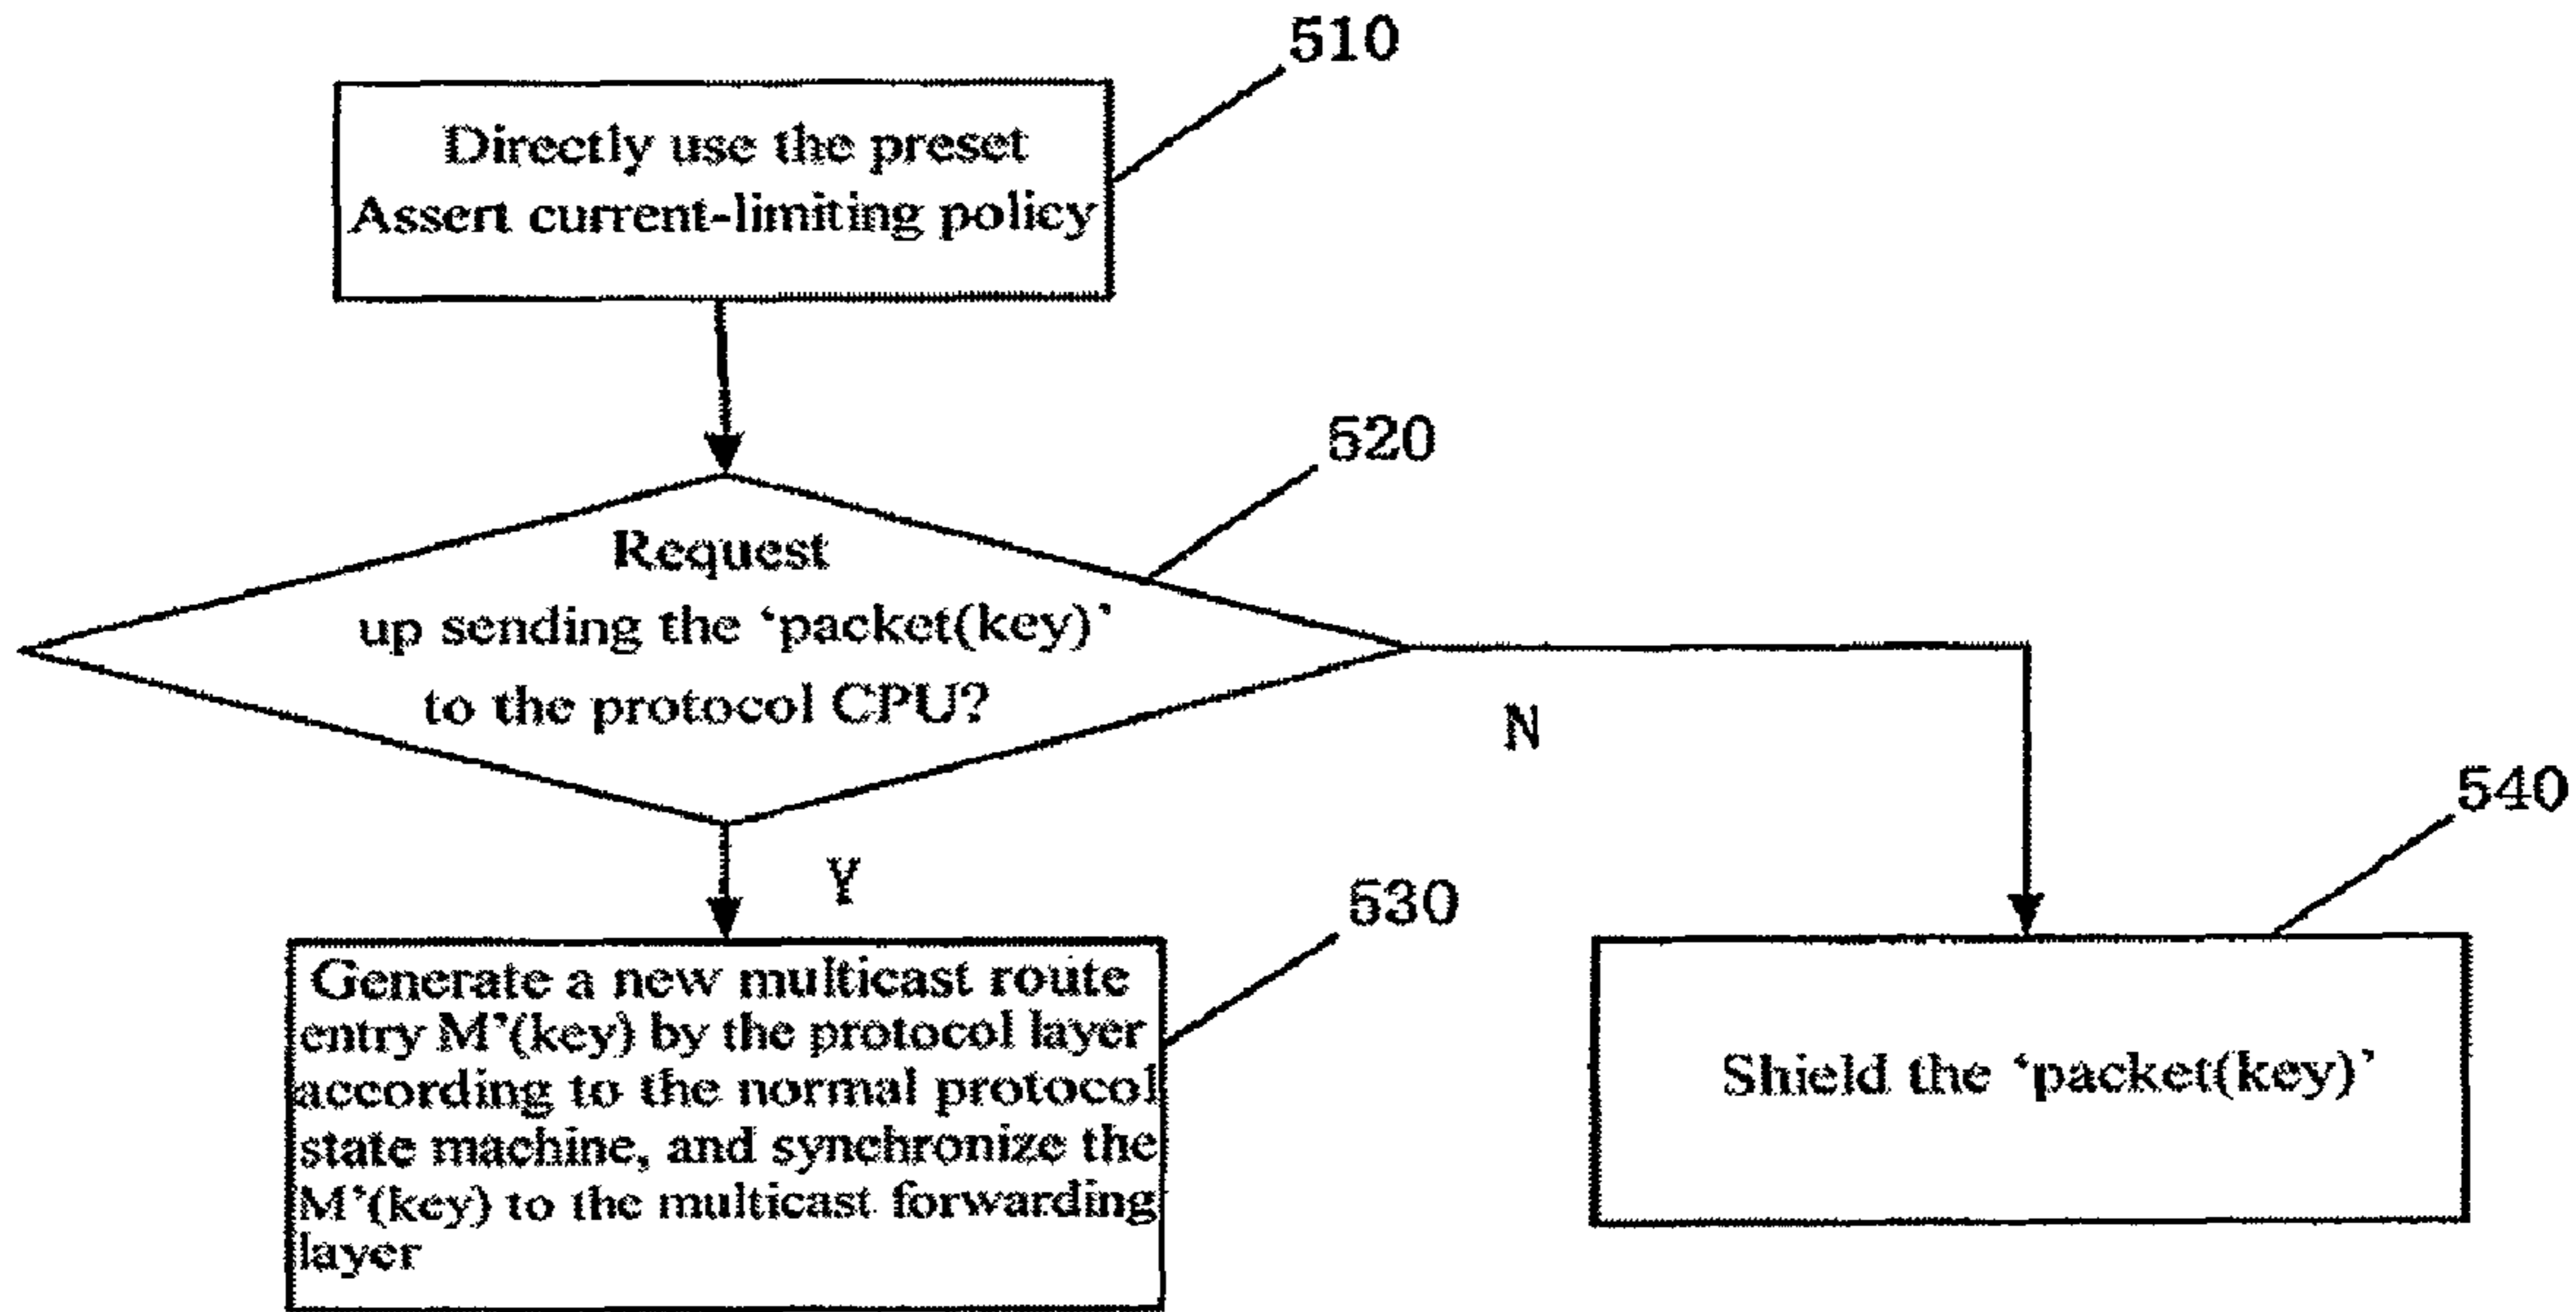 510
Directly use the preset
Assert current-limiting policy
520
Request
up sending the ‘packet(key)’
to the protocol CPU?
N
540
Y
530
Generate a new multicast route
entry M’(key) by the protocol layer
according to the normal protocol
state machine, and synchronize the
M’(key) to the multicast forwarding
layer
Shield the ‘packet(key)’